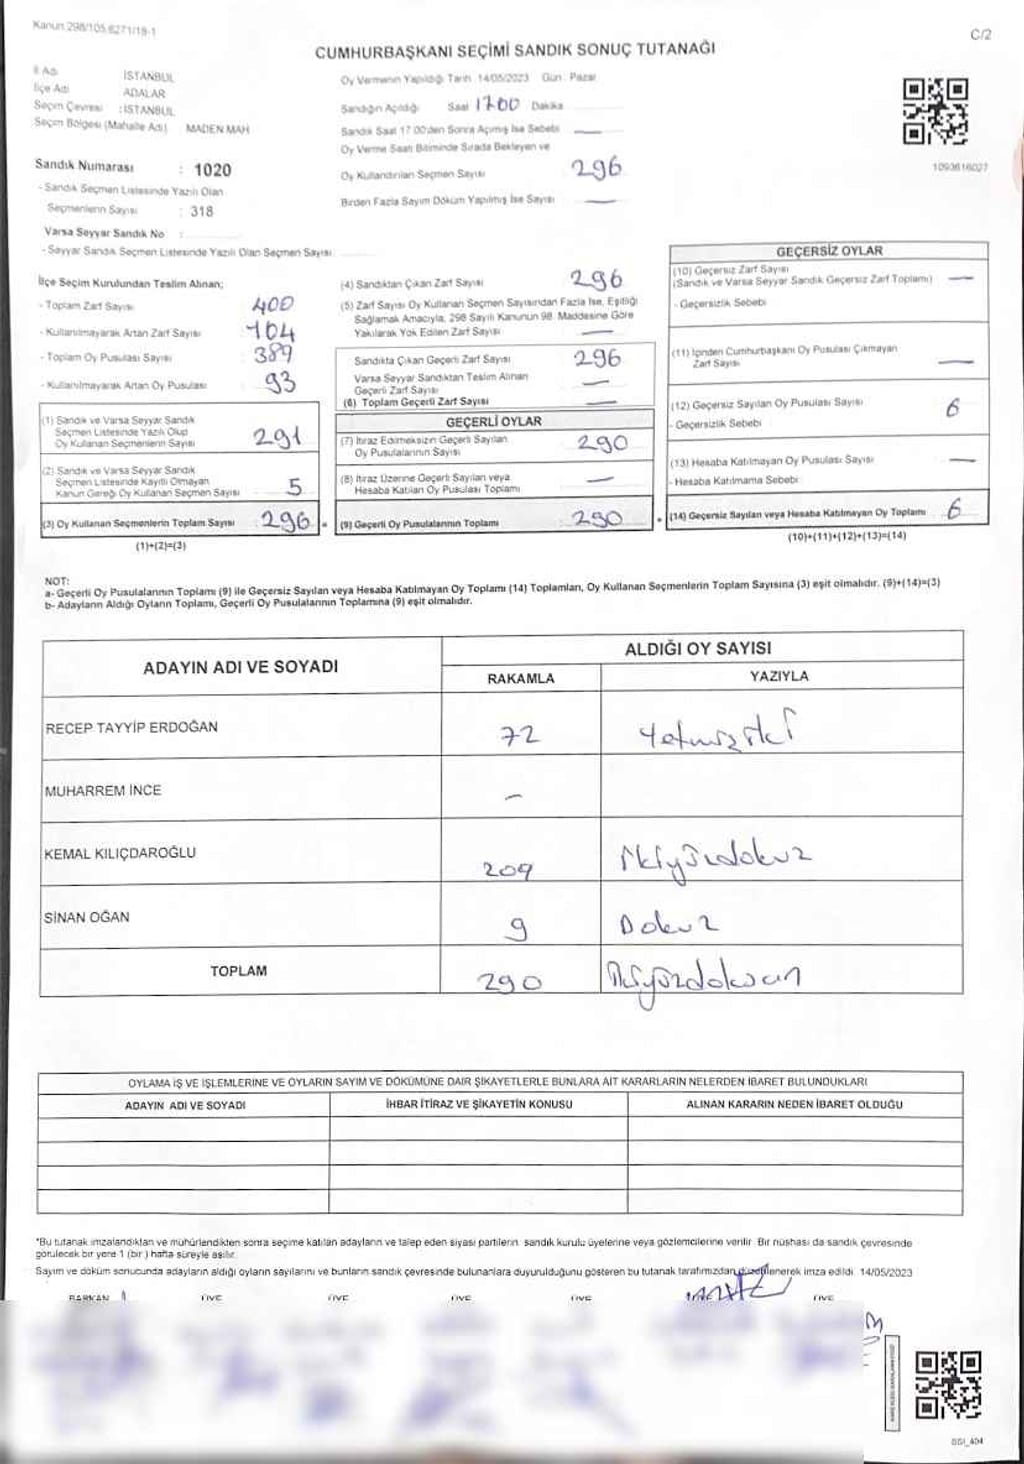 Kanun.298/105,6271/18-1
C/2
CUMHURBAŞKANI SEÇİMİ SANDIK SONUÇ TUTANAĞI
İl Adı İSTANBUL
İlçe Adı ADALAR
Seçim Çevresi : İSTANBUL
Seçim Bölgesi (Mahalle Adı) MADEN MAH
Sandık Numarası : 1020
- Sandık Seçmen Listesinde Yazılı Olan
Seçmenlerin Sayısı : 318
Varsa Seyyar Sandık No :
- Seyyar Sandık Seçmen Listesinde Yazılı Olan Seçmen Sayısı
Oy Vermenin Yapıldığı Tarih 14/05/2023 Gün: Pazar
Sandığın Açıldığı Saat 1700 Dakika
Sandık Saat 17.00'den Sonra Açılmış İse Sebebi —
Oy Verme Saati Bitiminde Sırada Bekleyen ve
Oy Kullandırılan Seçmen Sayısı 296
Birden Fazla Sayım Döküm Yapılmış İse Sayısı —
1093616027
İlçe Seçim Kurulundan Teslim Alınan;
- Toplam Zarf Sayısı 400
- Kullanılmayarak Artan Zarf Sayısı 104
- Toplam Oy Pusulası Sayısı 389
- Kullanılmayarak Artan Oy Pusulası 93
(1) Sandık ve Varsa Seyyar Sandık
Seçmen Listesinde Yazılı Olup
Oy Kullanan Seçmenlerin Sayısı 291
(2) Sandık ve Varsa Seyyar Sandık
Seçmen Listesinde Kayıtlı Olmayan
Kanun Gereği Oy Kullanan Seçmen Sayısı 5
(3) Oy Kullanan Seçmenlerin Toplam Sayısı 296
(1)+(2)=(3)
(4) Sandıktan Çıkan Zarf Sayısı 296
(5) Zarf Sayısı Oy Kullanan Seçmen Sayısından Fazla İse, Eşitliği
Sağlamak Amacıyla, 298 Sayılı Kanunun 98. Maddesine Göre
Yakılarak Yok Edilen Zarf Sayısı —
Sandıkta Çıkan Geçerli Zarf Sayısı 296
Varsa Seyyar Sandıktan Teslim Alınan
Geçerli Zarf Sayısı —
(6) Toplam Geçerli Zarf Sayısı —
GEÇERLİ OYLAR
(7) İtiraz Edilmeksizin Geçerli Sayılan
Oy Pusulalarının Sayısı 290
(8) İtiraz Üzerine Geçerli Sayılan veya
Hesaba Katılan Oy Pusulası Toplamı —
= (9) Geçerli Oy Pusulalarının Toplamı 290
GEÇERSİZ OYLAR
(10) Geçersiz Zarf Sayısı
(Sandık ve Varsa Seyyar Sandık Geçersiz Zarf Toplamı) —
- Geçersizlik Sebebi
(11) İçinden Cumhurbaşkanı Oy Pusulası Çıkmayan
Zarf Sayısı —
(12) Geçersiz Sayılan Oy Pusulası Sayısı 6
- Geçersizlik Sebebi
(13) Hesaba Katılmayan Oy Pusulası Sayısı —
- Hesaba Katılmama Sebebi
+ (14) Geçersiz Sayılan veya Hesaba Katılmayan Oy Toplamı 6
(10)+(11)+(12)+(13)=(14)
NOT:
a- Geçerli Oy Pusulalarının Toplamı (9) ile Geçersiz Sayılan veya Hesaba Katılmayan Oy Toplamı (14) Toplamları, Oy Kullanan Seçmenlerin Toplam Sayısına (3) eşit olmalıdır. (9)+(14)=(3)
b- Adayların Aldığı Oyların Toplamı, Geçerli Oy Pusulalarının Toplamına (9) eşit olmalıdır.
ADAYIN ADI VE SOYADI ALDIĞI OY SAYISI
RAKAMLA YAZIYLA
RECEP TAYYİP ERDOĞAN 72 Yetmişiki
MUHARREM İNCE –
KEMAL KILIÇDAROĞLU 209 ikiyüzdokuz
SİNAN OĞAN 9 Dokuz
TOPLAM 290 ikiyüzdoksan
OYLAMA İŞ VE İŞLEMLERİNE VE OYLARIN SAYIM VE DÖKÜMÜNE DAİR ŞİKAYETLERLE BUNLARA AİT KARARLARIN NELERDEN İBARET BULUNDUKLARI
ADAYIN ADI VE SOYADI İHBAR İTİRAZ VE ŞİKAYETİN KONUSU ALINAN KARARIN NEDEN İBARET OLDUĞU
*Bu tutanak imzalandıktan ve mühürlendikten sonra seçime katılan adayların ve talep eden siyasi partilerin sandık kurulu üyelerine veya gözlemcilerine verilir. Bir nüshası da sandık çevresinde
görülecek bir yere 1 (bir) hafta süreyle asılır.
Sayım ve döküm sonucunda adayların aldığı oyların sayılarını ve bunların sandık çevresinde bulunanlara duyurulduğunu gösteren bu tutanak tarafımızdan düzenlenerek imza edildi. 14/05/2023
BAŞKAN ÜYE ÜYE ÜYE ÜYE ÜYE